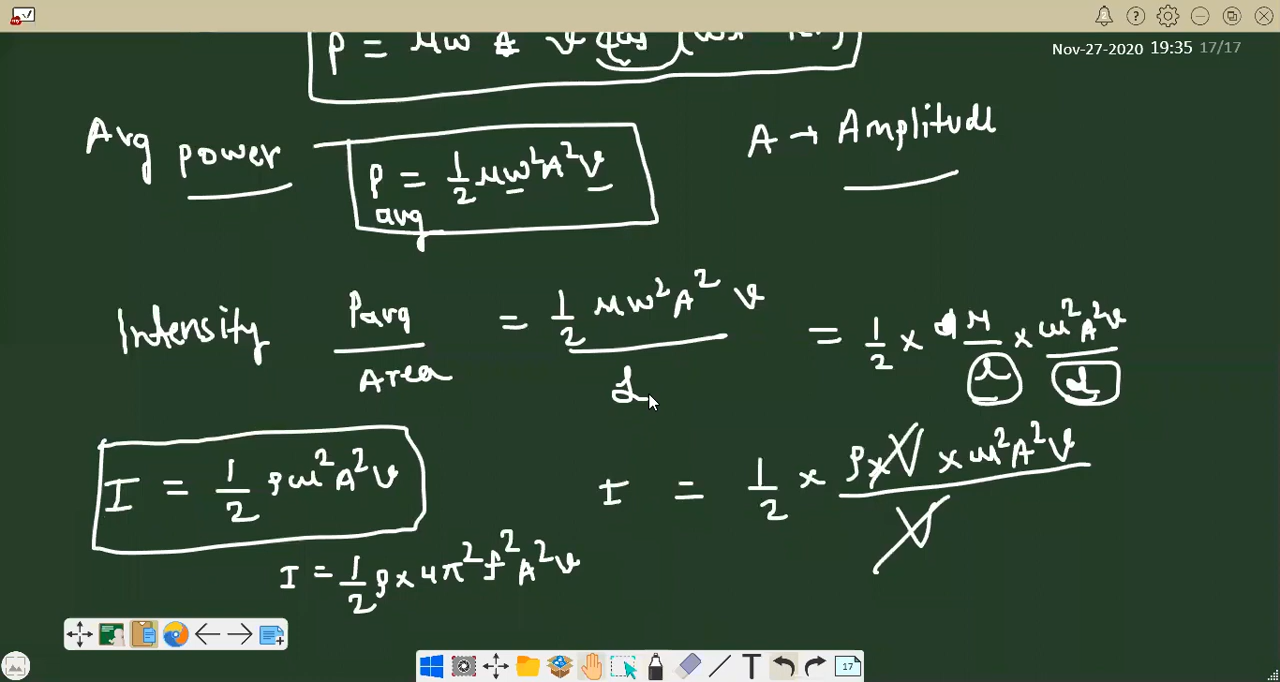 Nov-27-2020 19:35 17/17
Avg power
P avg = 1/2 μω²A²v
A → Amplitude
Intensity Pavg / Area = 1/2 μω²A²v / α = 1/2 × μ/l × ω²A²v / α
I = 1/2 ρω²A²v
I = 1/2 × ρ×V × ω²A²v / V
I = 1/2 ρ × 4π²f²A²v
17